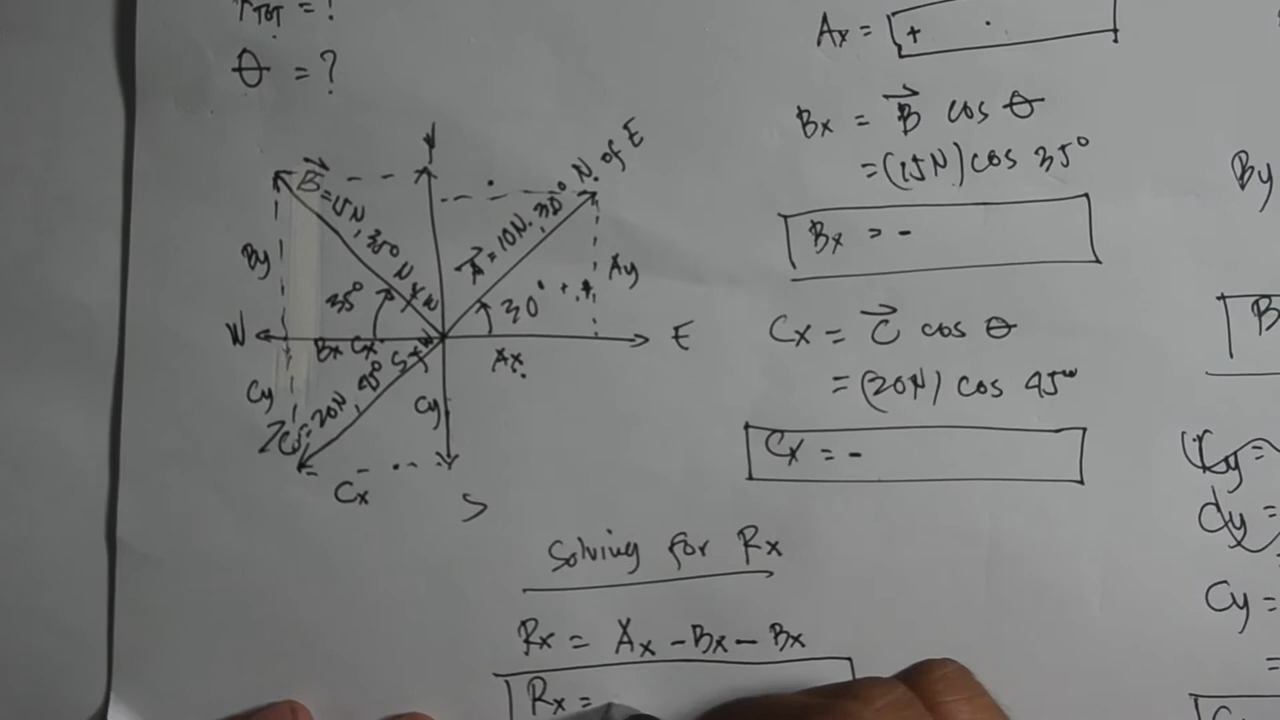 = ?
θ = ?
N
B⃗ = 15N, 35° N of W
A⃗ = 10N, 30° N. of E
By
Ay
35°
30°
W
Bx Cx
Ax
E
Cy
C = 20N, 45° S of W
Cy
Cx
S
Ax = +
Bx = B⃗ cos θ
= (15N) cos 35°
Bx = -
Cx = C⃗ cos θ
= (20N) cos 45°
Cx = -
Solving for Rx
Rx = Ax - Bx - Bx
Rx =
By
B
Cy =
dy =
Cy =
=